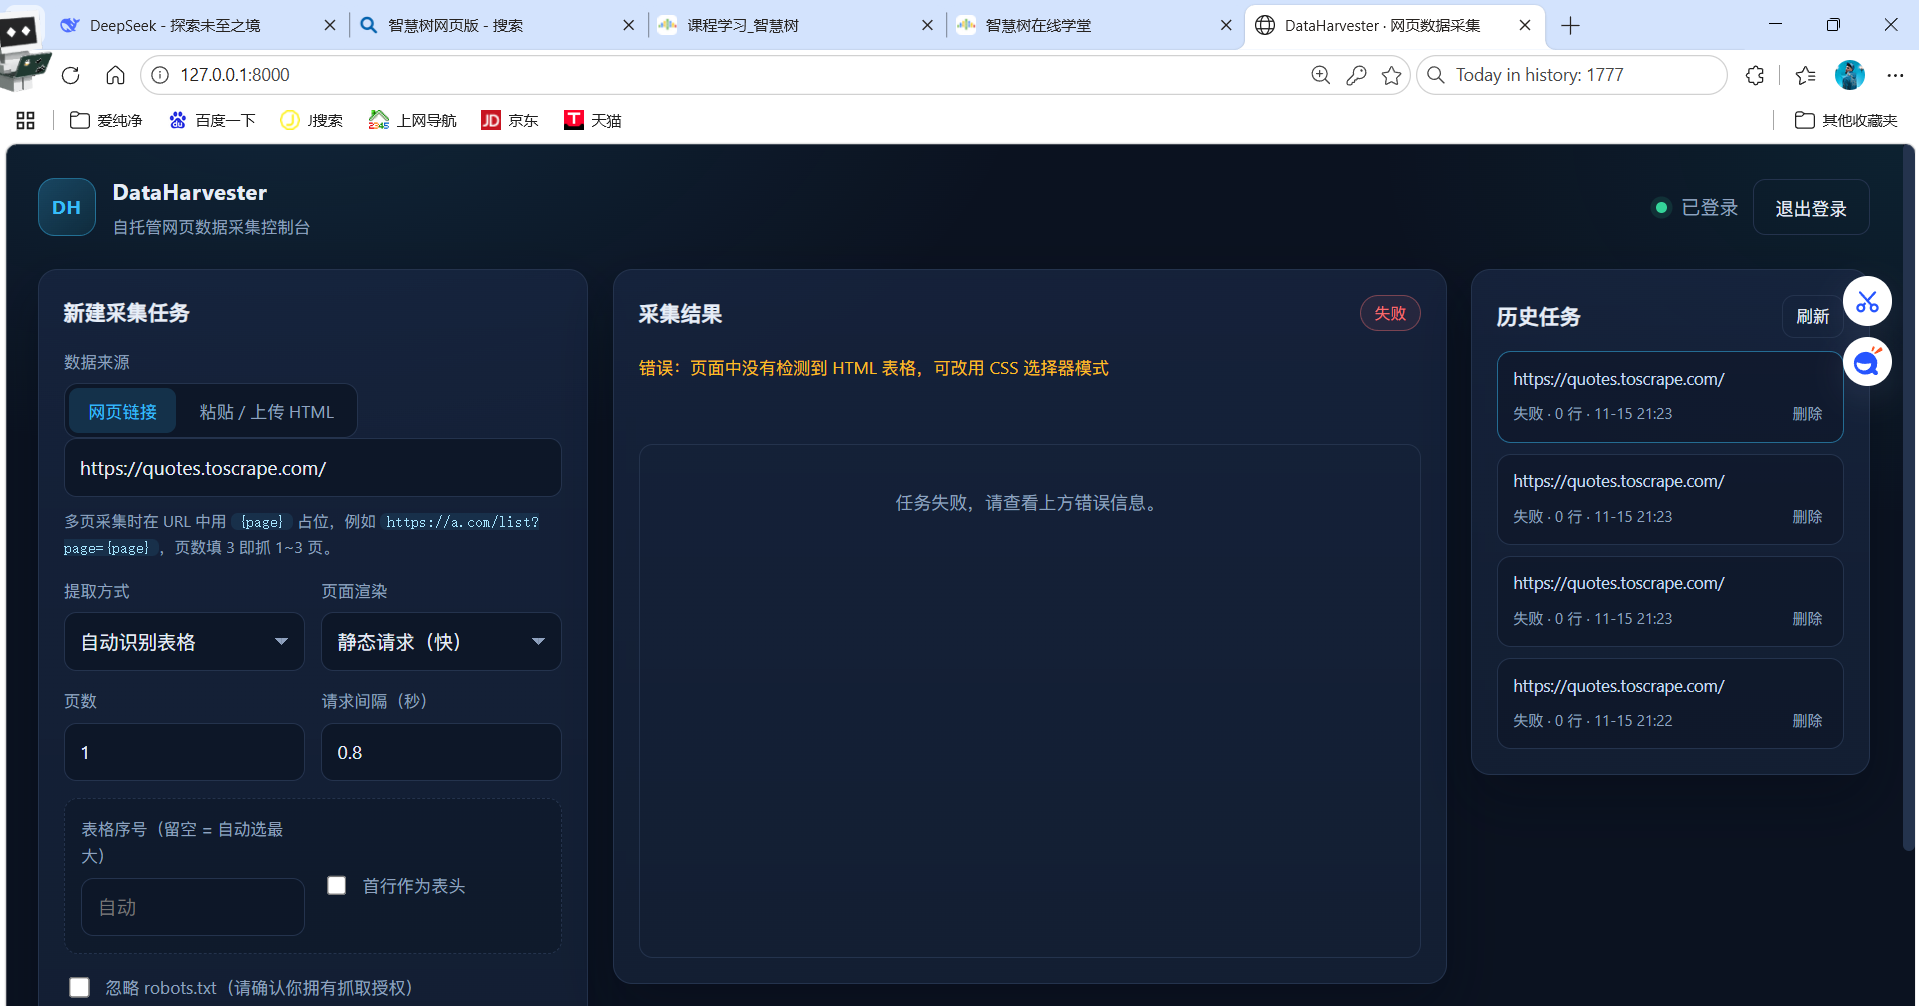 DeepSeek - 探索未至之境
智慧树网页版 - 搜索
课程学习_智慧树
智慧树在线学堂
DataHarvester · 网页数据采集
127.0.0.1:8000
Today in history: 1777
爱纯净
百度一下
J搜索
上网导航
京东
天猫
其他收藏夹
DH
DataHarvester
自托管网页数据采集控制台
已登录
退出登录
新建采集任务
数据来源
网页链接
粘贴 / 上传 HTML
https://quotes.toscrape.com/
多页采集时在 URL 中用 {page} 占位，例如 https://a.com/list?
page={page} ，页数填 3 即抓 1~3 页。
提取方式
页面渲染
自动识别表格
静态请求（快）
页数
请求间隔（秒）
1
0.8
表格序号（留空 = 自动选最
大）
自动
首行作为表头
忽略 robots.txt（请确认你拥有抓取授权）
采集结果
失败
错误：页面中没有检测到 HTML 表格，可改用 CSS 选择器模式
任务失败，请查看上方错误信息。
历史任务
刷新
https://quotes.toscrape.com/
失败 · 0 行 · 11-15 21:23
删除
https://quotes.toscrape.com/
失败 · 0 行 · 11-15 21:23
删除
https://quotes.toscrape.com/
失败 · 0 行 · 11-15 21:23
删除
https://quotes.toscrape.com/
失败 · 0 行 · 11-15 21:22
删除